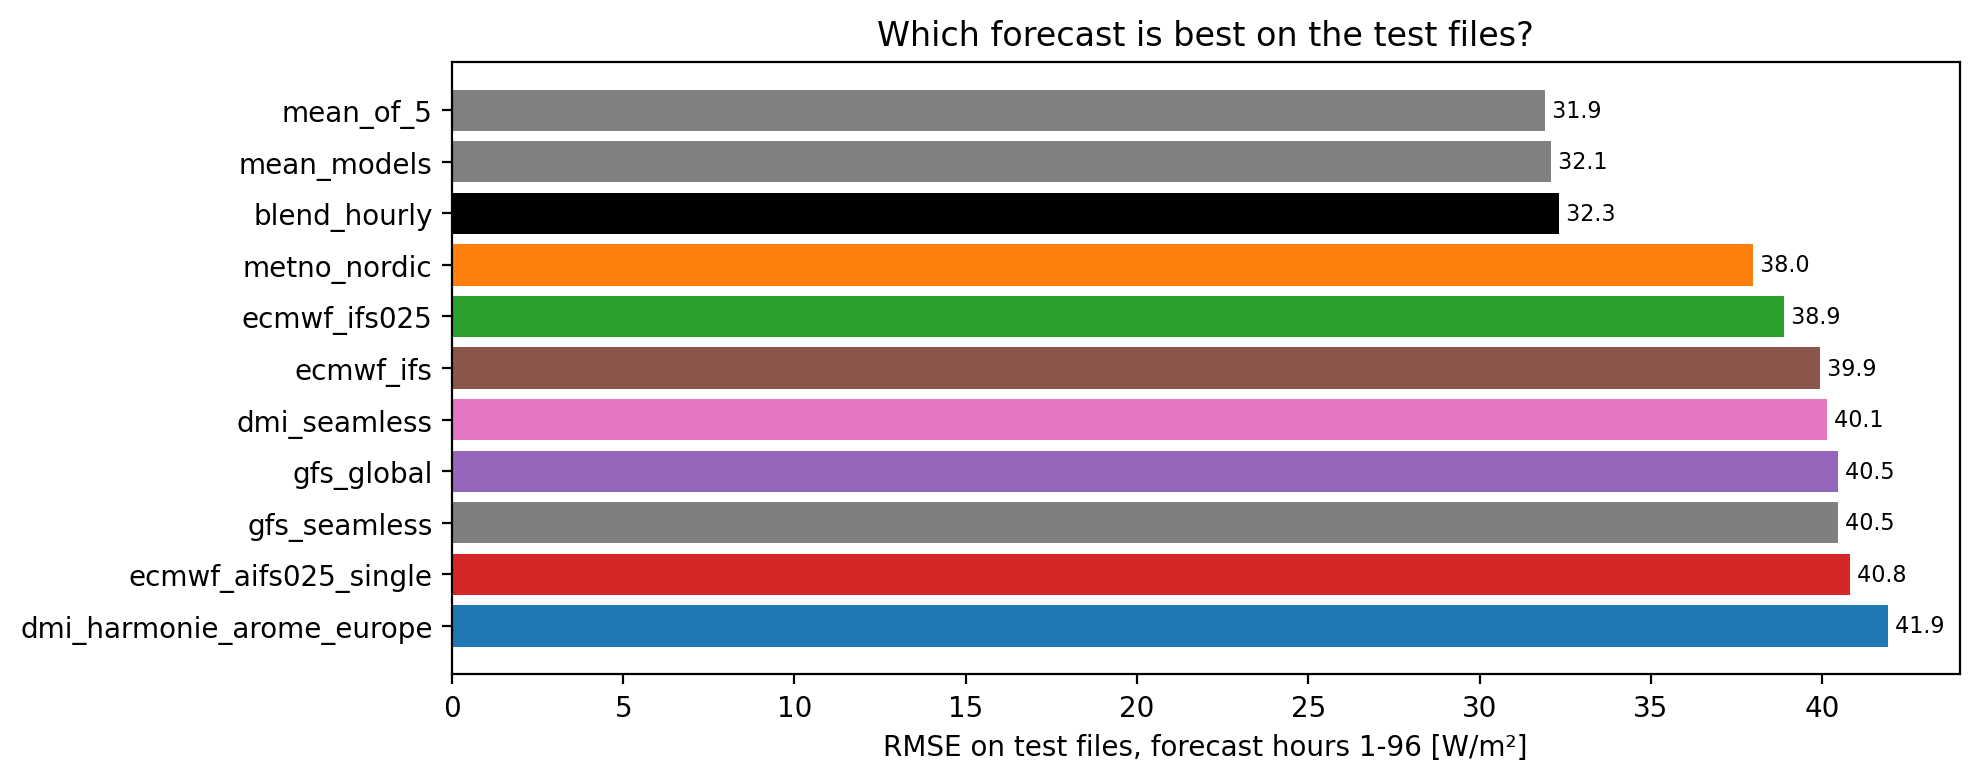 Which forecast is best on the test files?
mean_of_5 31.9
mean_models 32.1
blend_hourly 32.3
metno_nordic 38.0
ecmwf_ifs025 38.9
ecmwf_ifs 39.9
dmi_seamless 40.1
gfs_global 40.5
gfs_seamless 40.5
ecmwf_aifs025_single 40.8
dmi_harmonie_arome_europe 41.9
0 5 10 15 20 25 30 35 40
RMSE on test files, forecast hours 1-96 [W/m²]